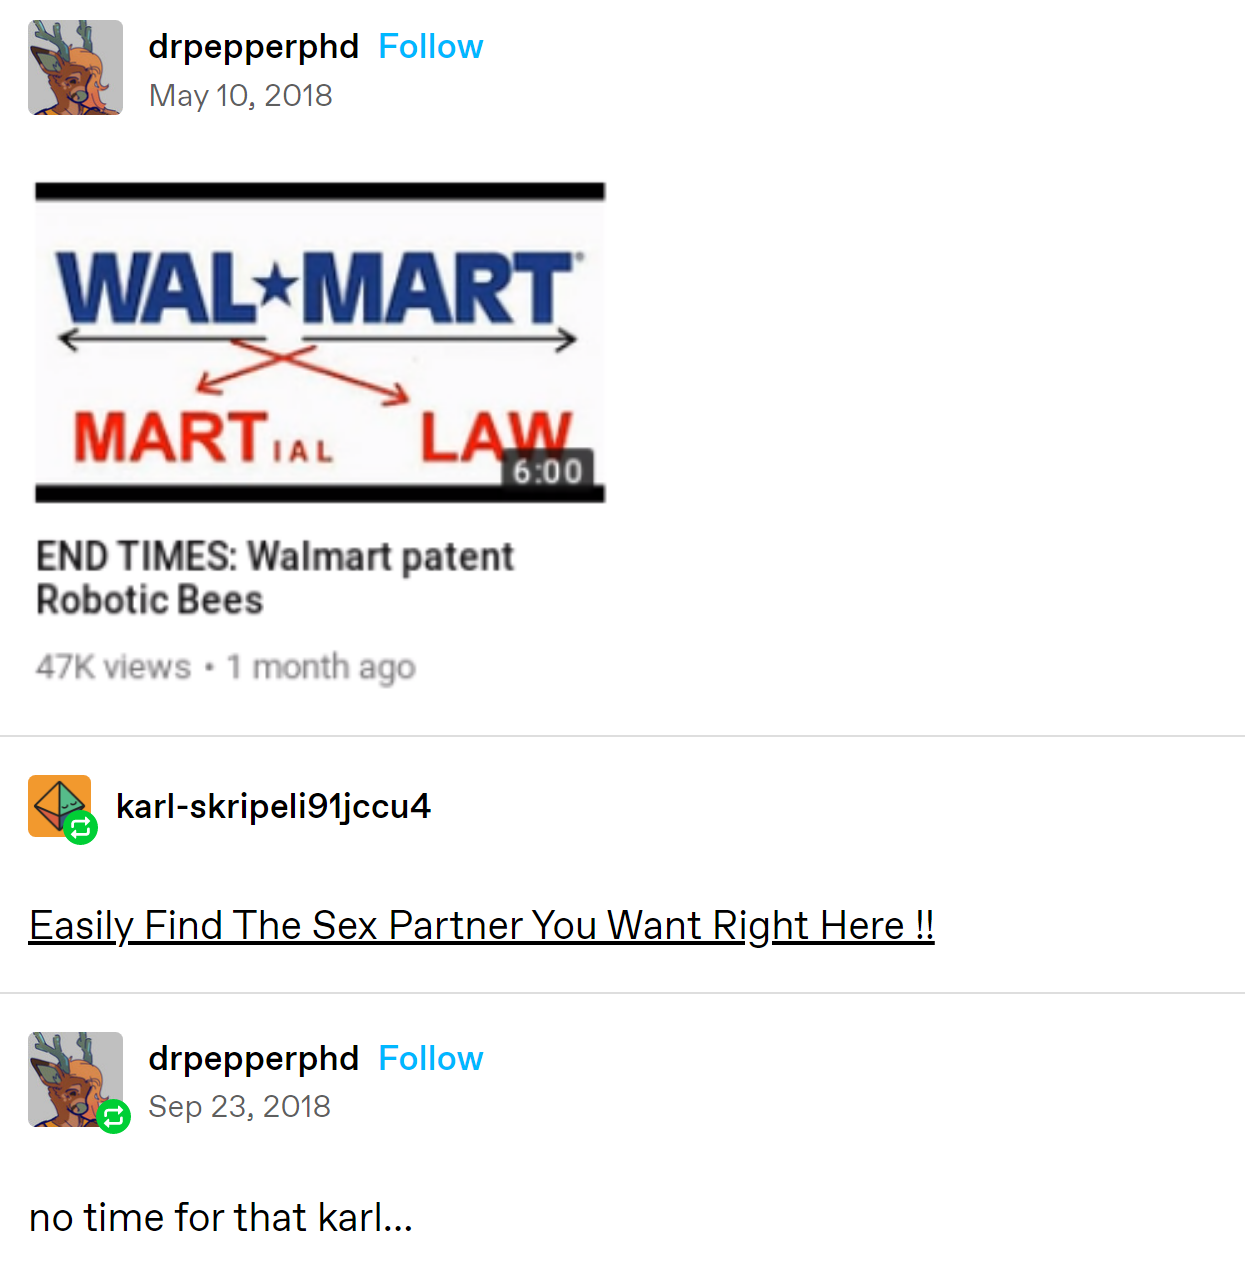 drpepperphd Follow
May 10, 2018
WAL★MART®
MARTIAL LAW
6:00
END TIMES: Walmart patent
Robotic Bees
47K views • 1 month ago
karl-skripeli91jccu4
Easily Find The Sex Partner You Want Right Here !!
drpepperphd Follow
Sep 23, 2018
no time for that karl...